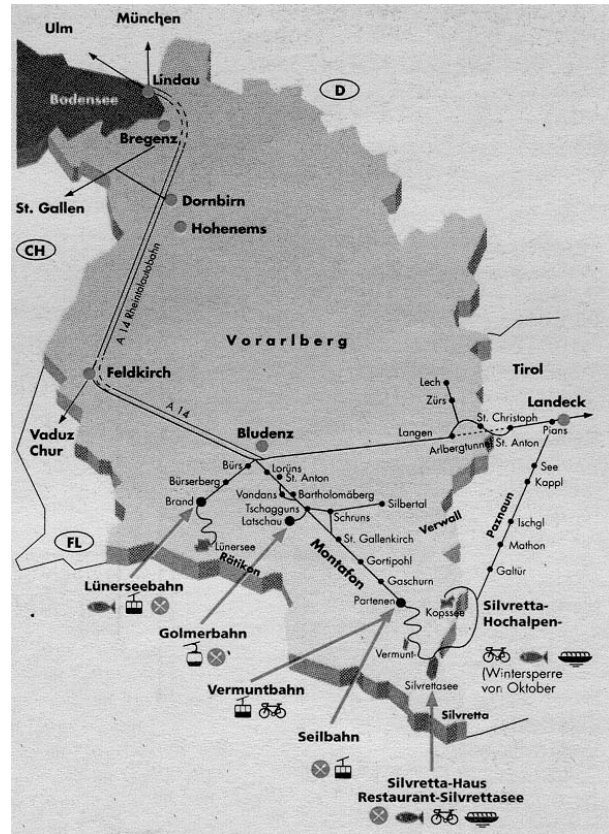 München
Ulm
Lindau
Bodensee
D
Bregenz
St. Gallen
Dornbirn
Hohenems
CH
A 14 Rheintalautobahn
Vorarlberg
Tirol
Feldkirch
Lech
Zürs
Landeck
St. Christoph
A 14
Langen
Pians
Vaduz
Chur
Bludenz
Arlbergtunnel
St. Anton
Bürs
Lorüns
See
St. Anton
Bürserberg
Kappl
Brand
Vandans
Bartholomäberg
Paznaun
Tschagguns
Silbertal
Latschau
Schruns
Verwall
Ischgl
FL
Lünersee
St. Gallenkirch
Mathon
Rätikon
Montafon
Gortipohl
Galtür
Lünerseebahn
Gaschurn
Partenen
Kopssee
Silvretta-
Hochalpen-
Golmerbahn
Vermunt-
(Wintersperre
von Oktober
Silvrettasee
Vermuntbahn
Silvretta
Seilbahn
Silvretta-Haus
Restaurant-Silvrettasee